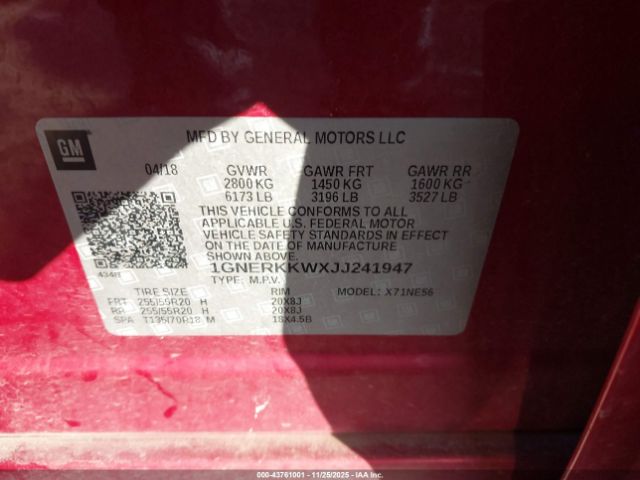 GM
MFD BY GENERAL MOTORS LLC
04/18 GVWR GAWR FRT GAWR RR
2800 KG 1450 KG 1600 KG
6173 LB 3196 LB 3527 LB
THIS VEHICLE CONFORMS TO ALL
APPLICABLE U.S. FEDERAL MOTOR
VEHICLE SAFETY STANDARDS IN EFFECT
ON THE DATE OF MANUFACTURE
SHOWN ABOVE.
1GNERKKWXJJ241947
TYPE: M.P.V. MODEL: X71NE56
TIRE SIZE RIM
FRT 255/55R20 H 20X8J
RR 255/55R20 H 20X8J
SPA T135/70R18 M 18X4.5B
000-43761001 - 11/25/2025 - IAAI.COM